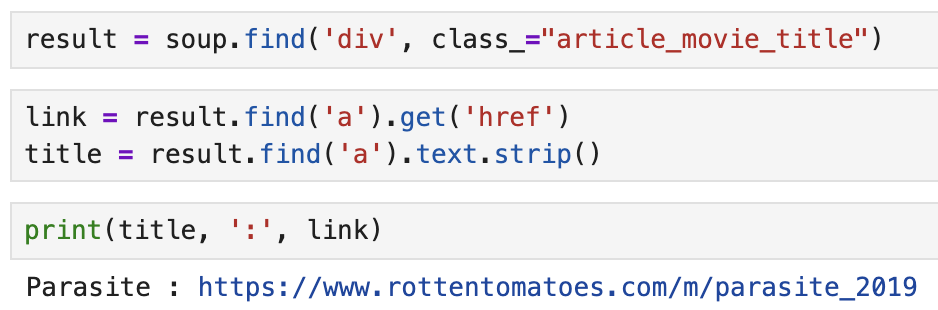 result = soup.find('div', class_="article_movie_title")
link = result.find('a').get('href')
title = result.find('a').text.strip()
print(title, ':', link)
Parasite : https://www.rottentomatoes.com/m/parasite_2019